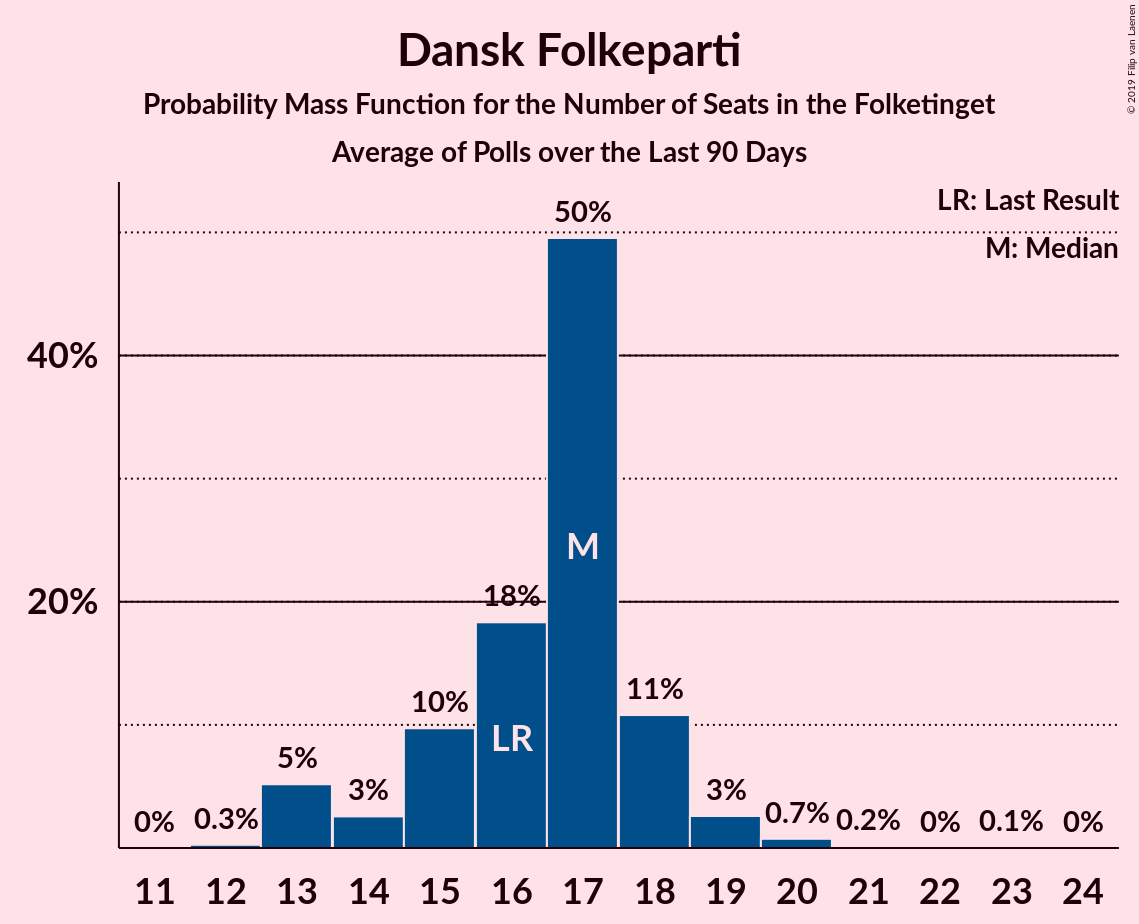 Dansk Folkeparti
Probability Mass Function for the Number of Seats in the Folketinget
Average of Polls over the Last 90 Days
© 2019 Filip van Laenen
LR: Last Result
M: Median
50%
40%
M
20%
18%
LR
11%
10%
5%
3%
3%
0% 0.3% 0.7% 0.2% 0% 0.1% 0%
11 12 13 14 15 16 17 18 19 20 21 22 23 24